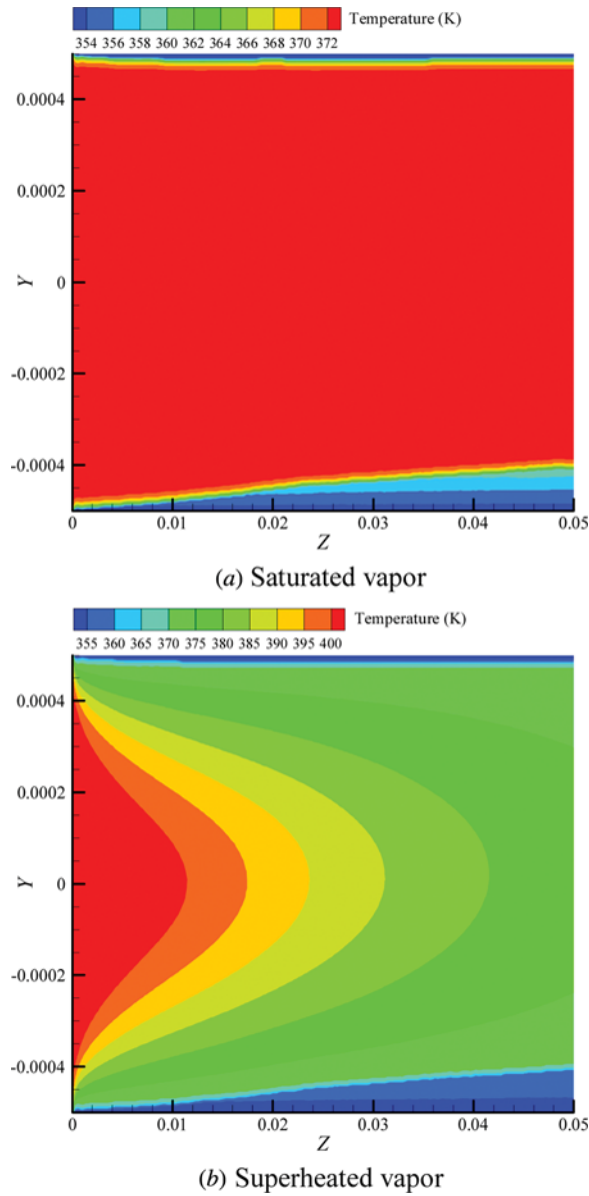 Temperature (K)
354 356 358 360 362 364 366 368 370 372
0.0004
0.0002
Y
0
-0.0002
-0.0004
0 0.01 0.02 0.03 0.04 0.05
Z
(a) Saturated vapor
Temperature (K)
355 360 365 370 375 380 385 390 395 400
0.0004
0.0002
Y
0
-0.0002
-0.0004
0 0.01 0.02 0.03 0.04 0.05
Z
(b) Superheated vapor